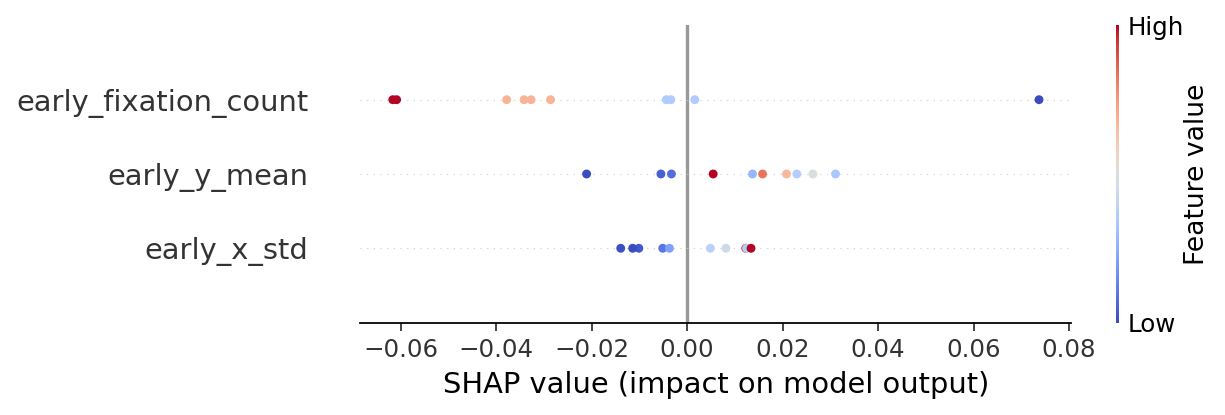 High
early_fixation_count
early_y_mean
early_x_std
Feature value
Low
−0.06 −0.04 −0.02 0.00 0.02 0.04 0.06 0.08
SHAP value (impact on model output)